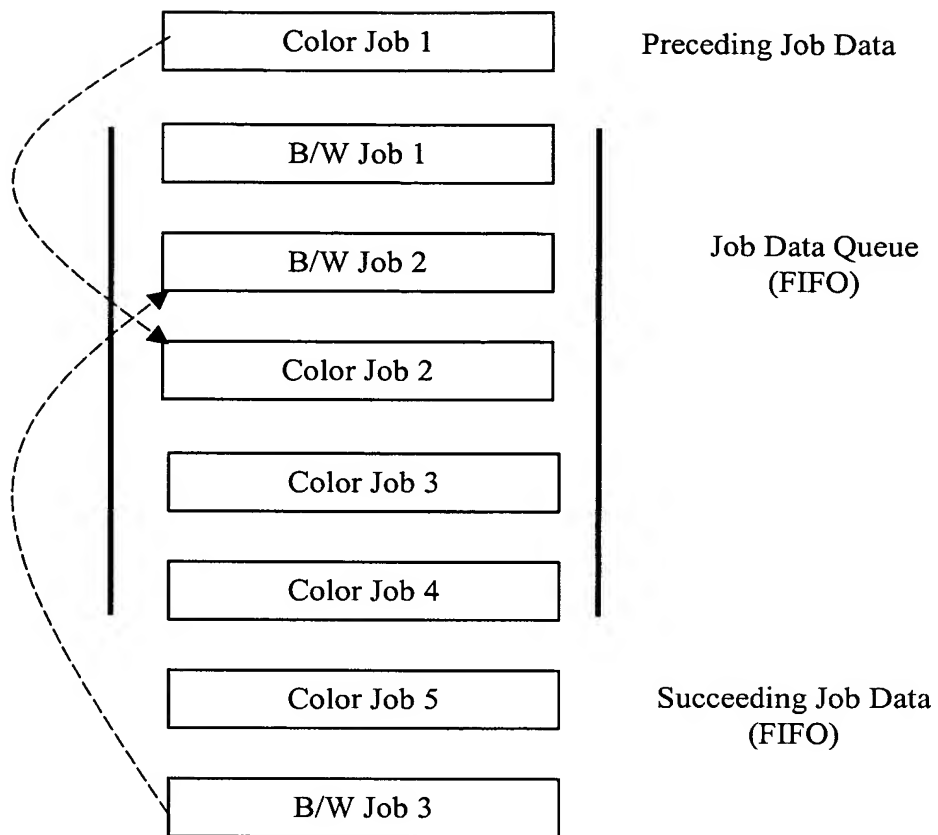 Color Job 1
Preceding Job Data
B/W Job 1
B/W Job 2
Job Data Queue
(FIFO)
Color Job 2
Color Job 3
Color Job 4
Color Job 5
Succeeding Job Data
(FIFO)
B/W Job 3